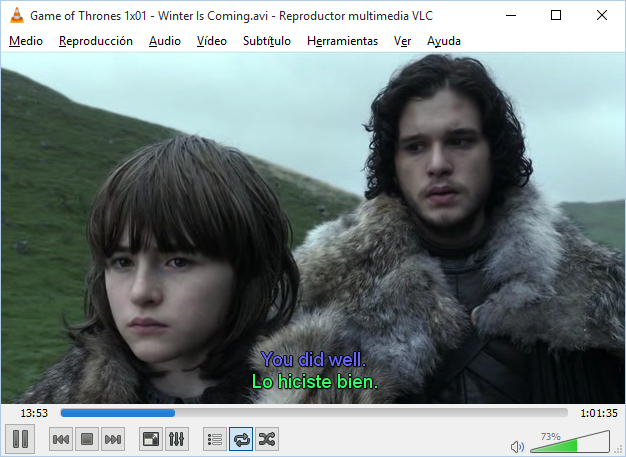 Game of Thrones 1x01 - Winter Is Coming.avi - Reproductor multimedia VLC
Medio Reproducción Audio Vídeo Subtítulo Herramientas Ver Ayuda
You did well.
Lo hiciste bien.
13:53 1:01:35
73%